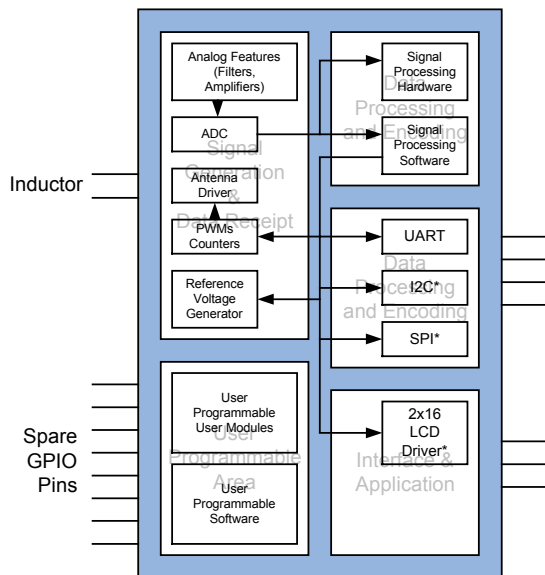 Analog Features
(Filters,
Amplifiers)
ADC
Signal
Generation
&
Data Receipt
Antenna
Driver
PWMs
Counters
Reference
Voltage
Generator
Signal
Processing
Hardware
Data
Processing
and Encoding
Signal
Processing
Software
Inductor
UART
Data
Processing
and Encoding
I2C*
SPI*
User
Programmable
User Modules
User
Programmable
Area
User
Programmable
Software
Spare
GPIO
Pins
2x16
LCD
Driver*
Interface &
Application